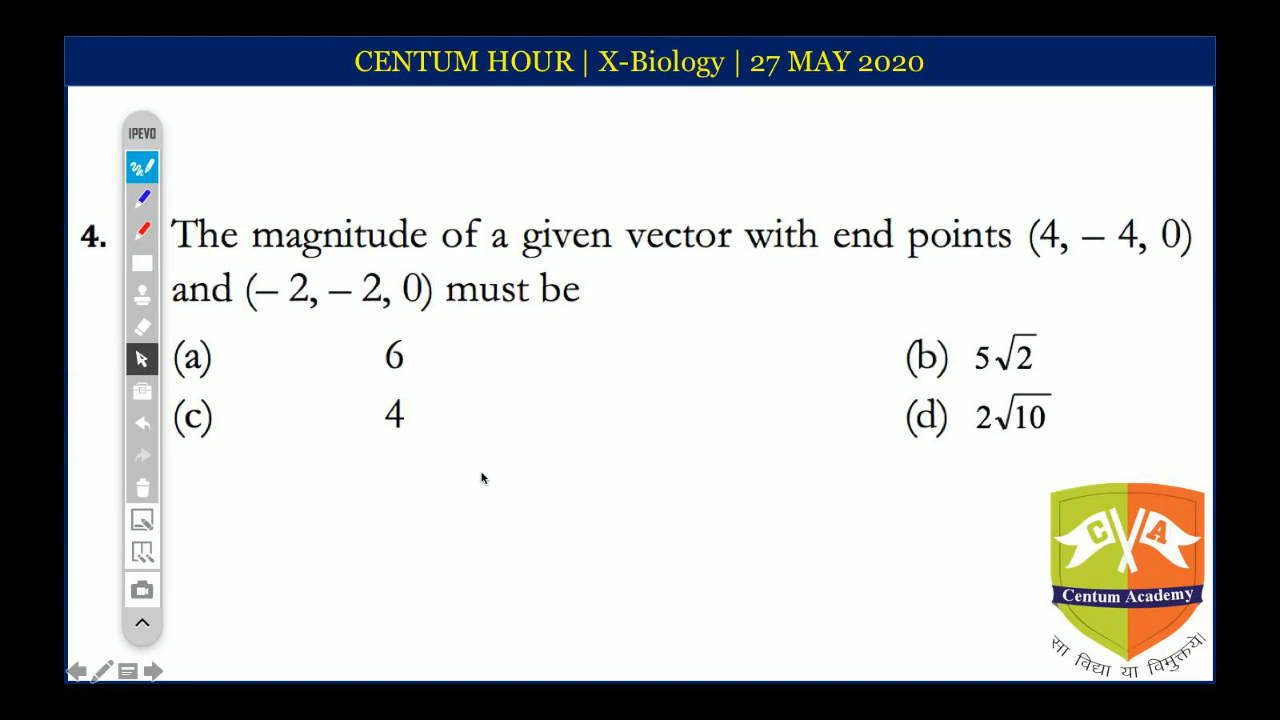 CENTUM HOUR | X-Biology | 27 MAY 2020
IPEVO
4. The magnitude of a given vector with end points (4, – 4, 0)
and (– 2, – 2, 0) must be
(a) 6 (b) 5√2
(c) 4 (d) 2√10
C A
Centum Academy
सा विद्या या विमुक्तये।